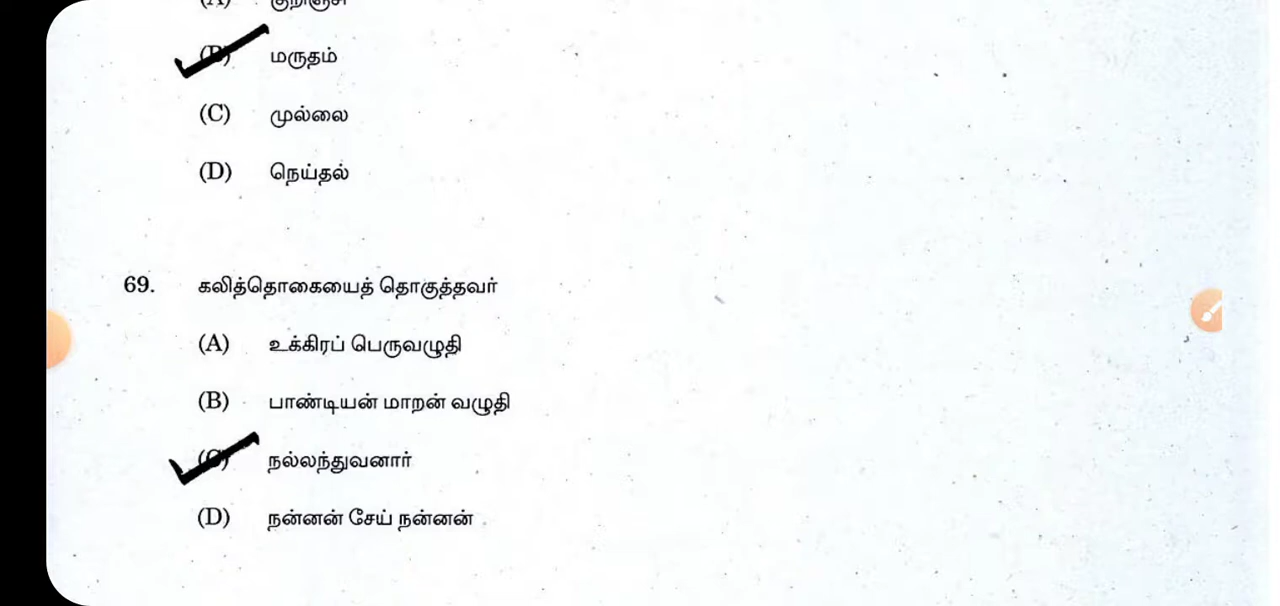 (A) குறிஞ்சி
(B) மருதம்
(C) முல்லை
(D) நெய்தல்
69. கலித்தொகையைத் தொகுத்தவர்
(A) உக்கிரப் பெருவழுதி
(B) பாண்டியன் மாறன் வழுதி
(C) நல்லந்துவனார்
(D) நன்னன் சேய் நன்னன்